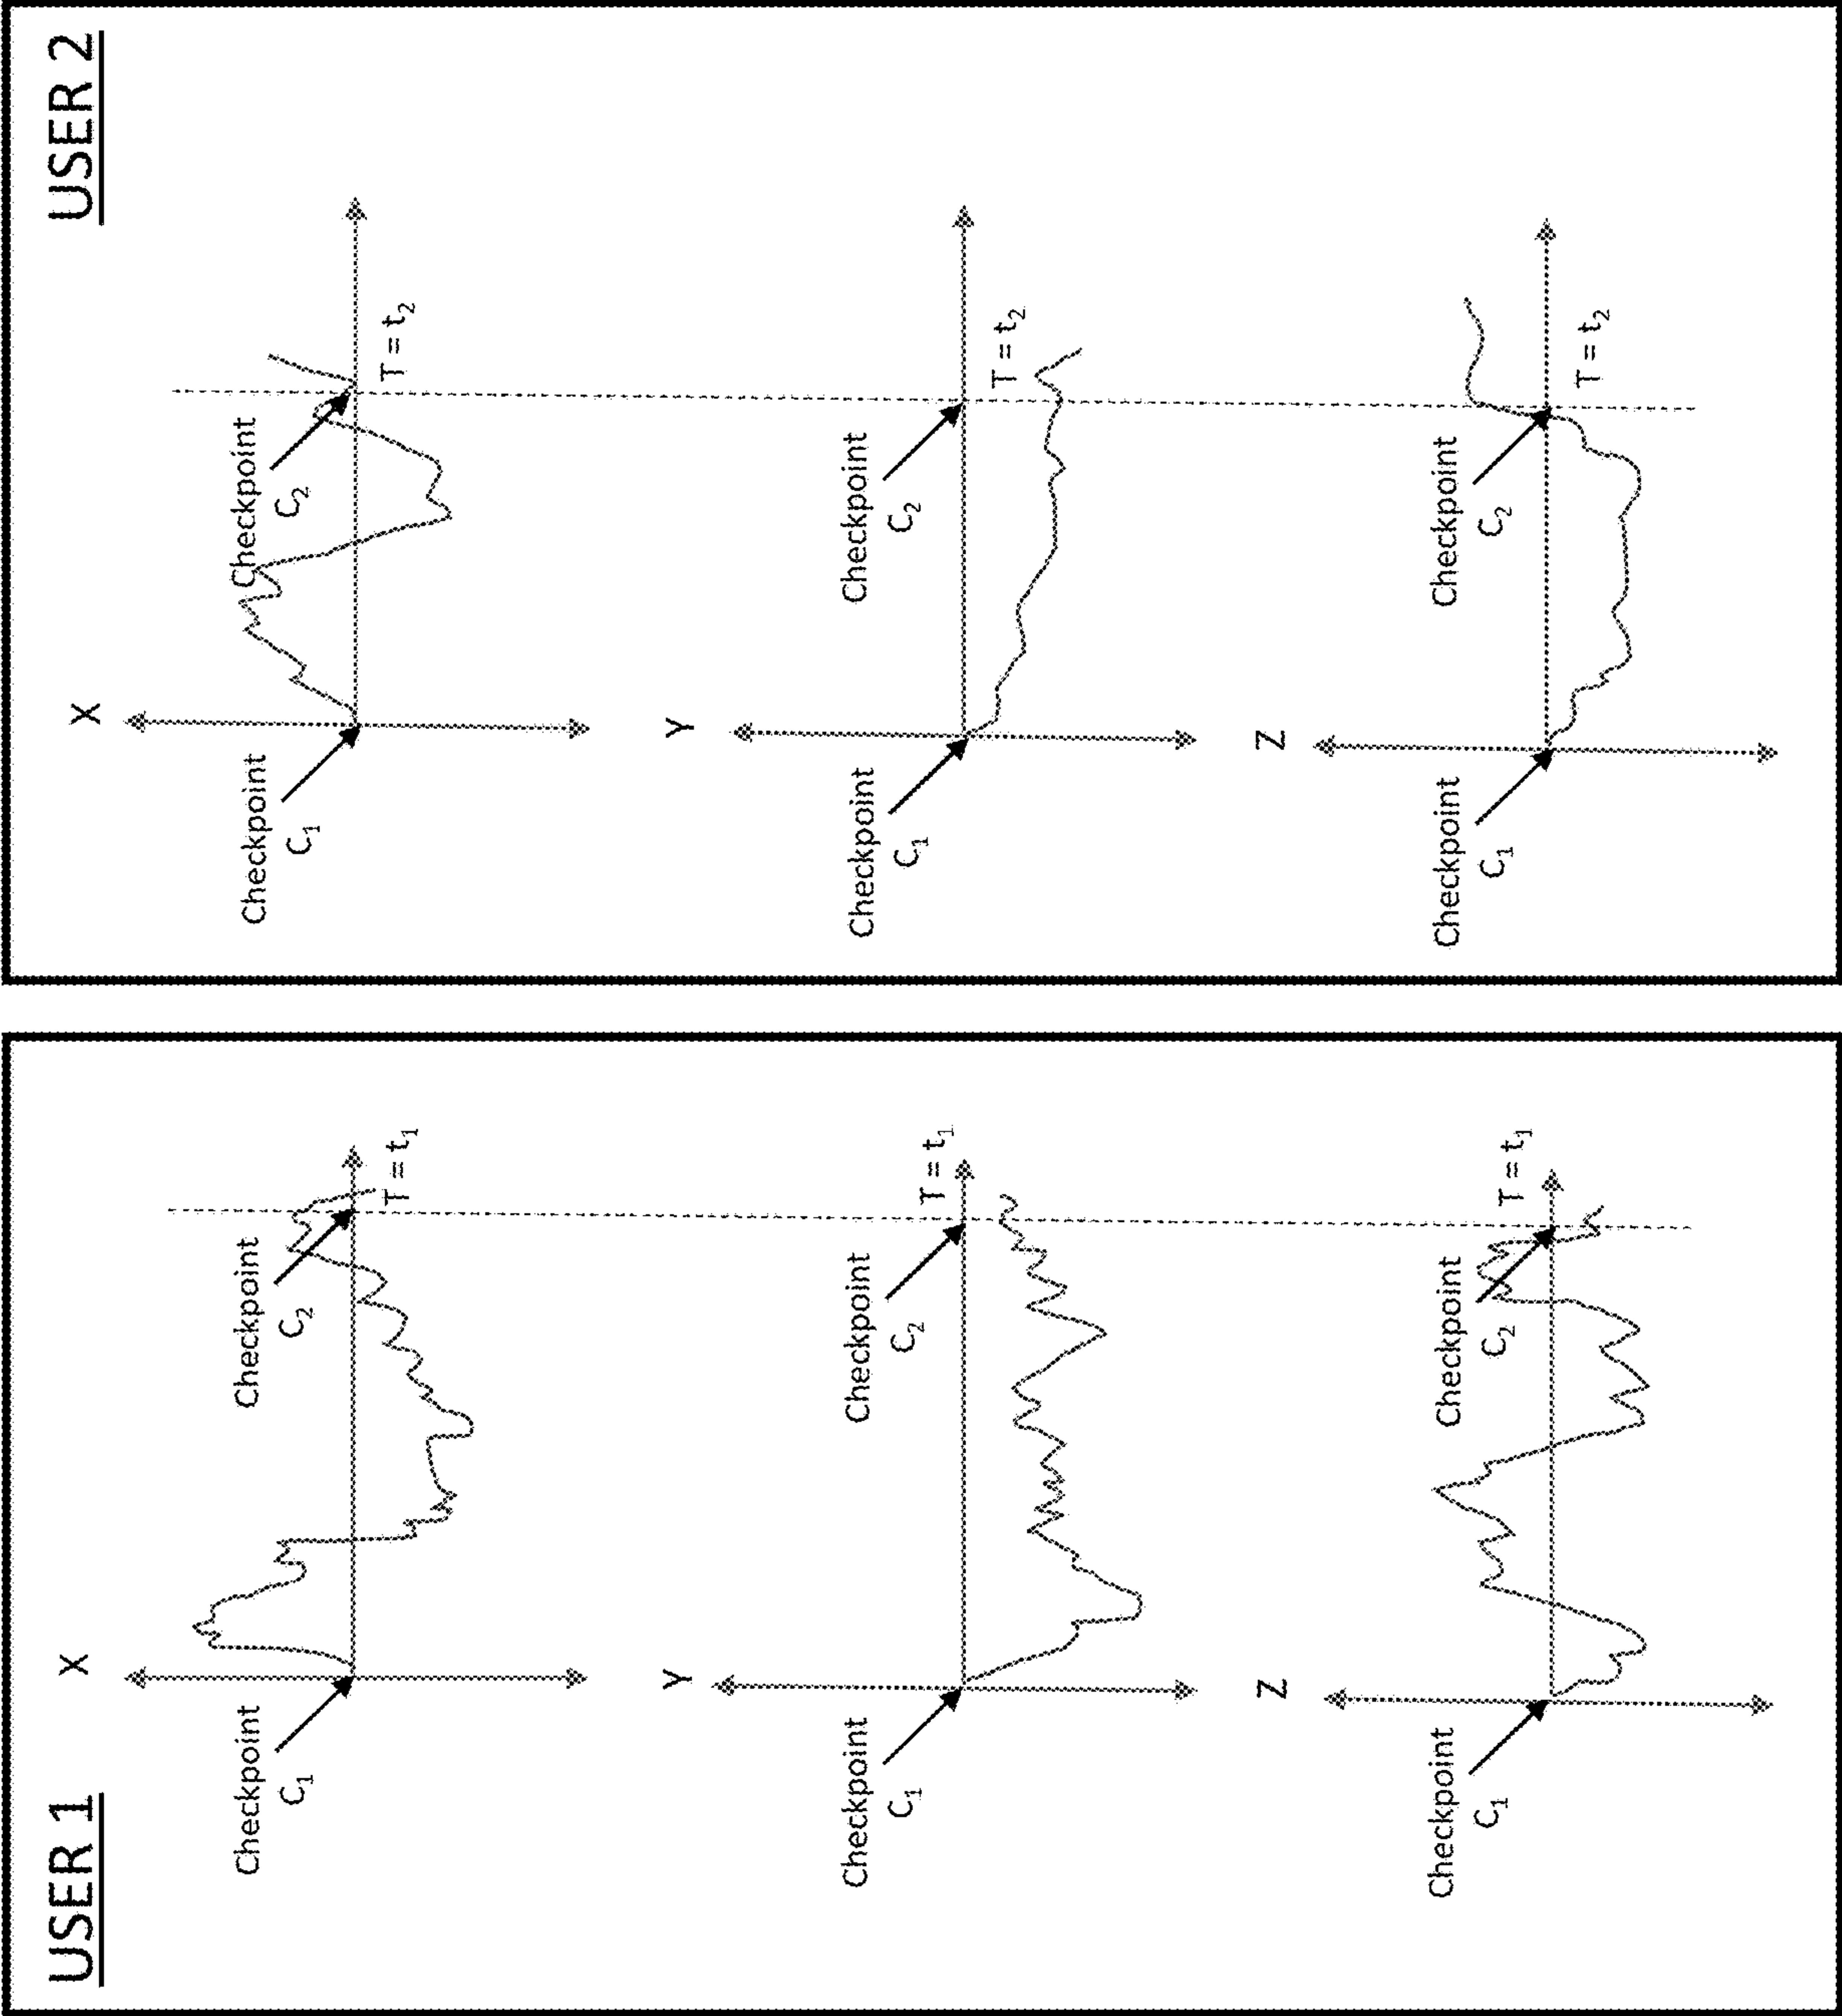 USER 1
X
Checkpoint
C₁
Checkpoint
C₂
T = t₁
Y
Checkpoint
C₁
Checkpoint
C₂
T = t₁
Z
Checkpoint
C₁
Checkpoint
C₂
T = t₁
USER 2
X
Checkpoint
C₁
Checkpoint
C₂
T = t₂
Y
Checkpoint
C₁
Checkpoint
C₂
T = t₂
Z
Checkpoint
C₁
Checkpoint
C₂
T = t₂